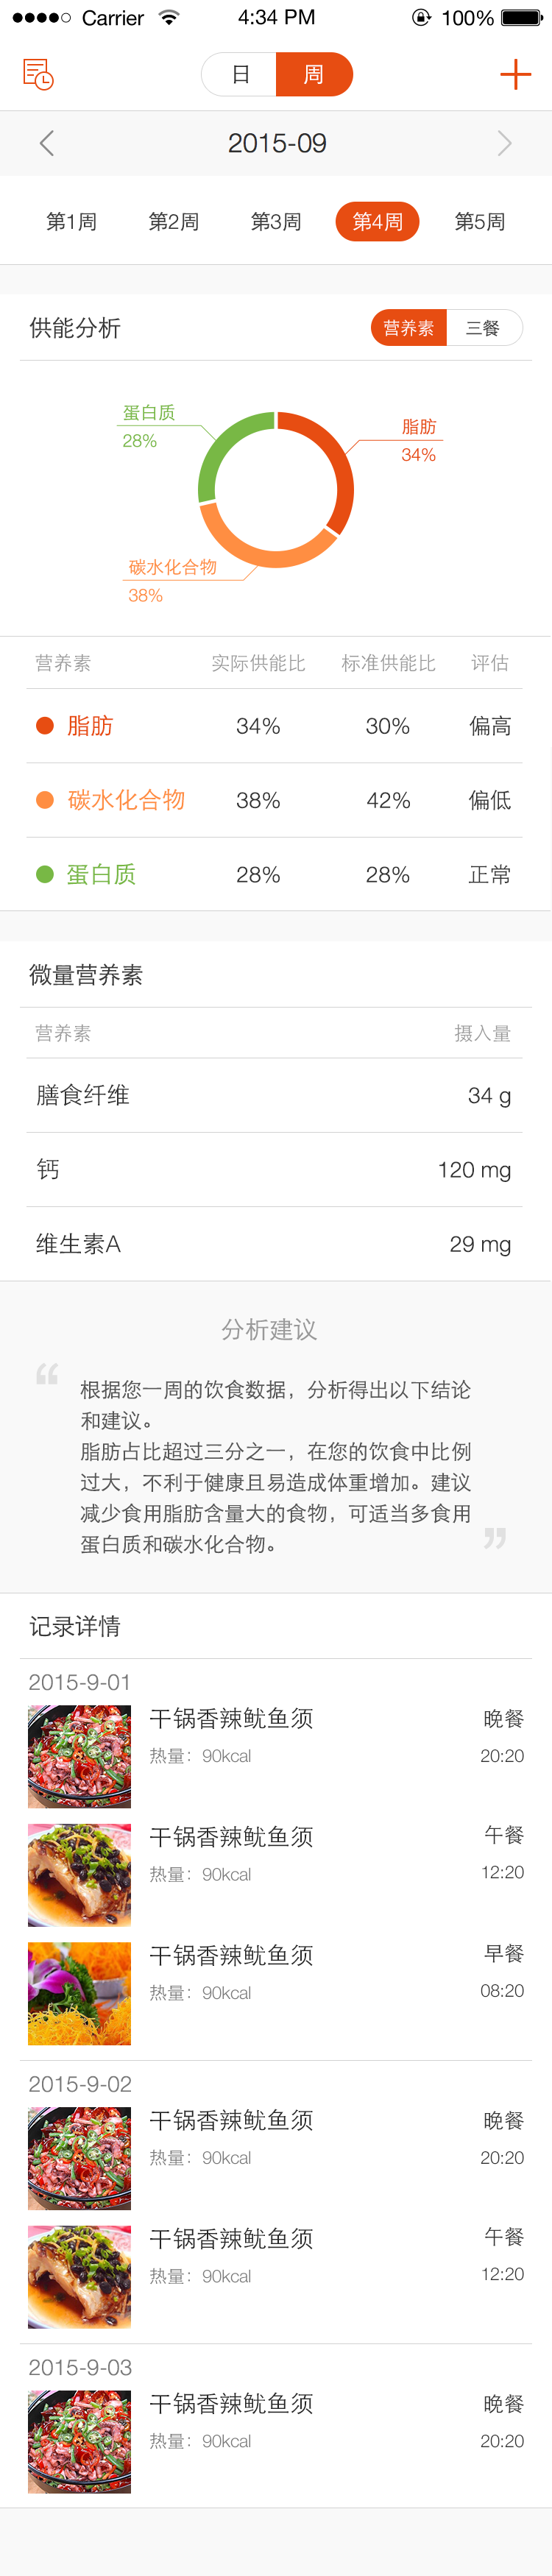 Carrier 4:34 PM 100%
日 周
2015-09
第1周 第2周 第3周 第4周 第5周
供能分析 营养素 三餐
蛋白质
28%
脂肪
34%
碳水化合物
38%
营养素 实际供能比 标准供能比 评估
脂肪 34% 30% 偏高
碳水化合物 38% 42% 偏低
蛋白质 28% 28% 正常
微量营养素
营养素 摄入量
膳食纤维 34 g
钙 120 mg
维生素A 29 mg
分析建议
“
根据您一周的饮食数据，分析得出以下结论
和建议。
脂肪占比超过三分之一，在您的饮食中比例
过大，不利于健康且易造成体重增加。建议
减少食用脂肪含量大的食物，可适当多食用
蛋白质和碳水化合物。
”
记录详情
2015-9-01
干锅香辣鱿鱼须 晚餐
热量：90kcal 20:20
干锅香辣鱿鱼须 午餐
热量：90kcal 12:20
干锅香辣鱿鱼须 早餐
热量：90kcal 08:20
2015-9-02
干锅香辣鱿鱼须 晚餐
热量：90kcal 20:20
干锅香辣鱿鱼须 午餐
热量：90kcal 12:20
2015-9-03
干锅香辣鱿鱼须 晚餐
热量：90kcal 20:20